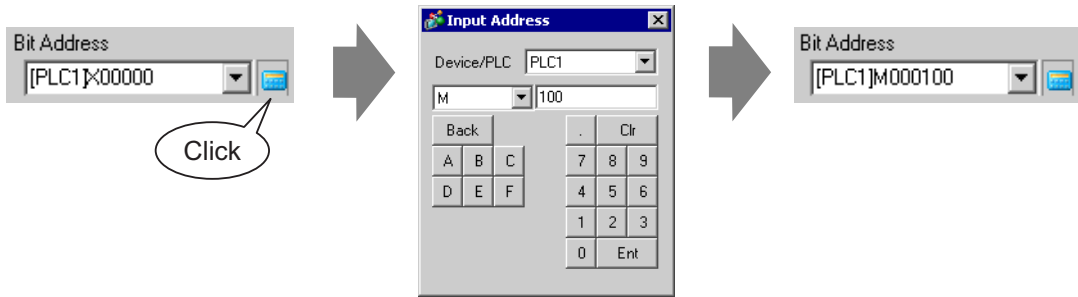 Bit Address
[PLC1]X00000
Click
Input Address
Device/PLC PLC1
M 100
Back . Clr
A B C 7 8 9
D E F 4 5 6
1 2 3
0 Ent
Bit Address
[PLC1]M000100